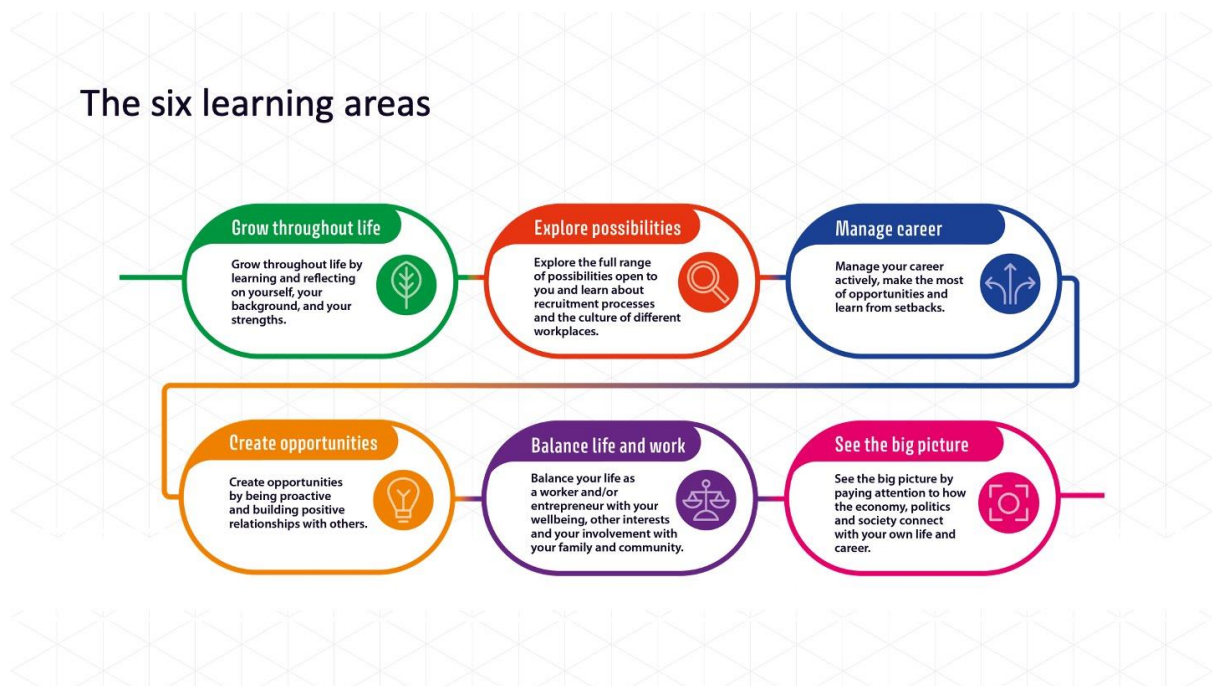 The six learning areas
Grow throughout life
Grow throughout life by
learning and reflecting
on yourself, your
background, and your
strengths.
Explore possibilities
Explore the full range
of possibilities open to
you and learn about
recruitment processes
and the culture of different
workplaces.
Manage career
Manage your career
actively, make the most
of opportunities and
learn from setbacks.
Create opportunities
Create opportunities
by being proactive
and building positive
relationships with others.
Balance life and work
Balance your life as
a worker and/or
entrepreneur with your
wellbeing, other interests
and your involvement with
your family and community.
See the big picture
See the big picture by
paying attention to how
the economy, politics
and society connect
with your own life and
career.